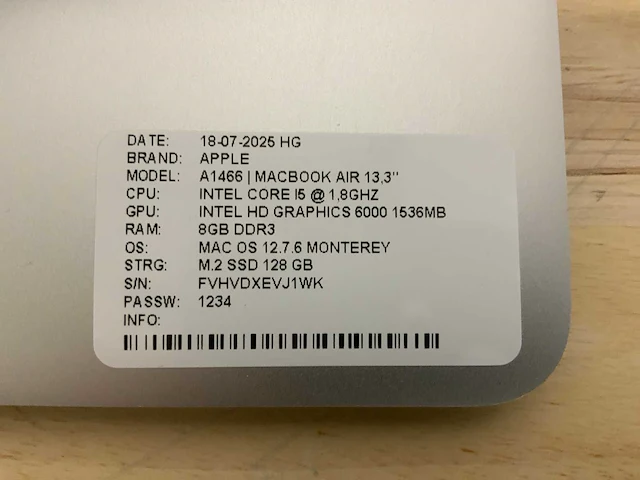 DATE: 18-07-2025 HG
BRAND: APPLE
MODEL: A1466 | MACBOOK AIR 13,3"
CPU: INTEL CORE I5 @ 1,8GHZ
GPU: INTEL HD GRAPHICS 6000 1536MB
RAM: 8GB DDR3
OS: MAC OS 12.7.6 MONTEREY
STRG: M.2 SSD 128 GB
S/N: FVHVDXEVJ1WK
PASSW: 1234
INFO: